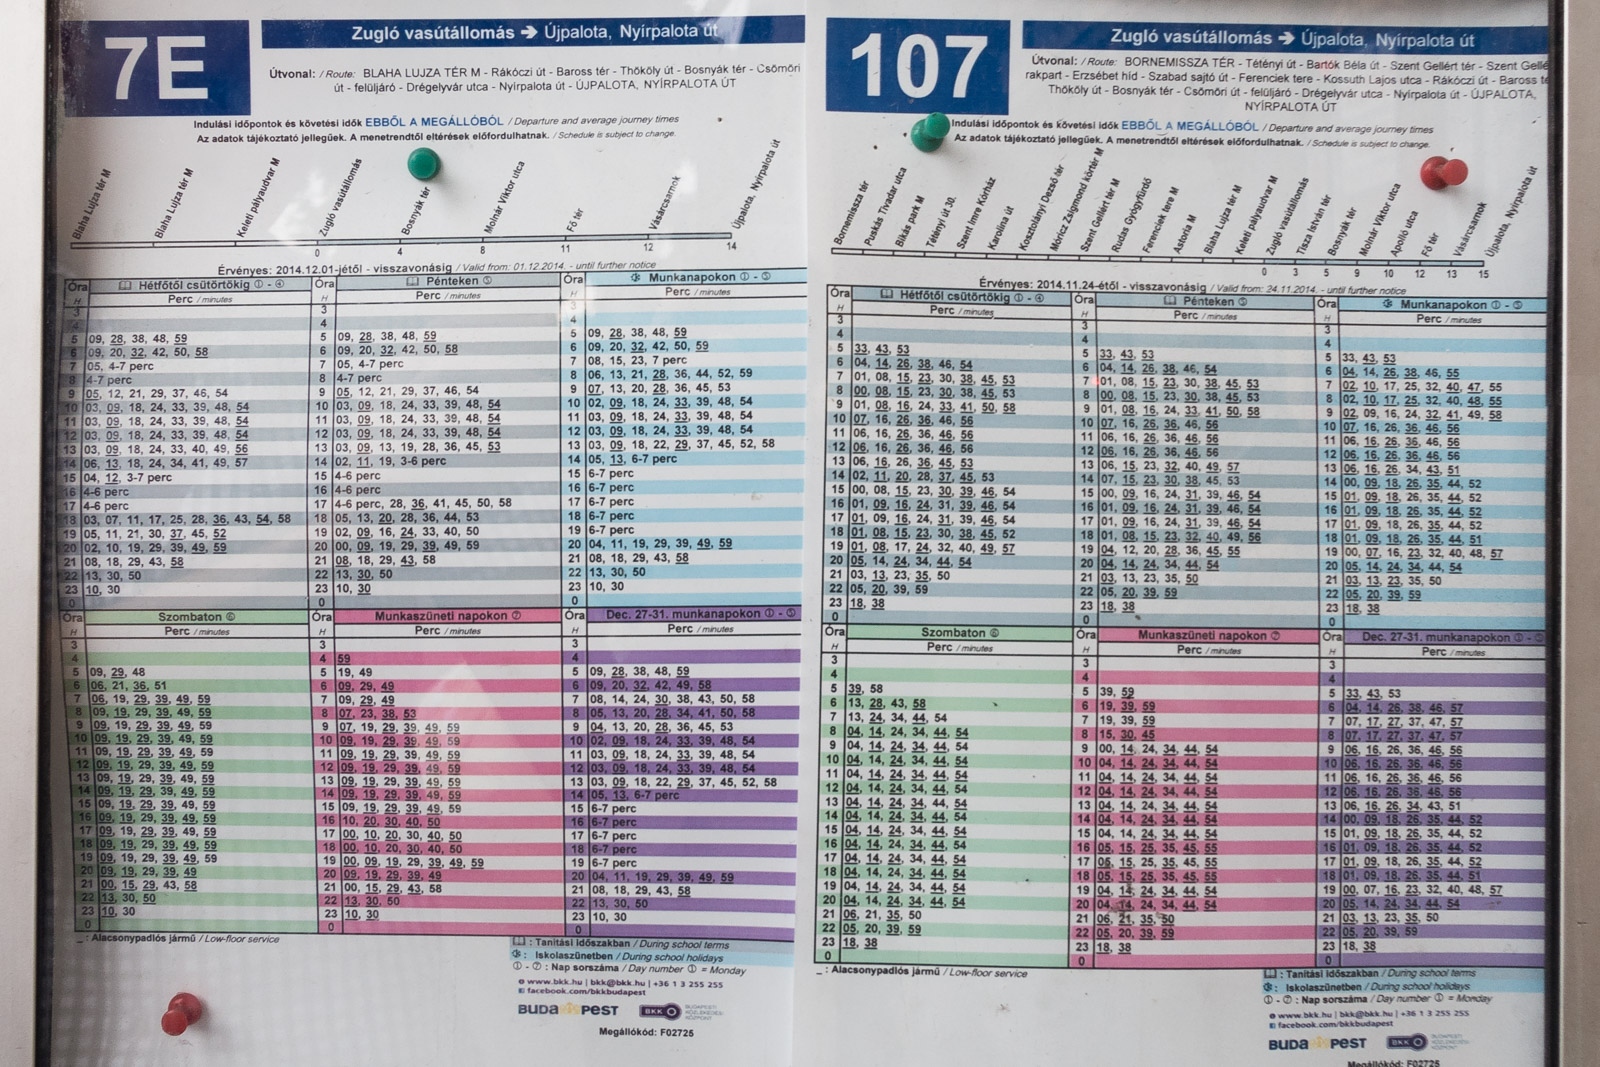 7E
Zugló vasútállomás ➔ Újpalota, Nyírpalota út
Útvonal: / Route: BLAHA LUJZA TÉR M - Rákóczi út - Baross tér - Thököly út - Bosnyák tér - Csömöri
út - felüljáró - Drégelyvár utca - Nyírpalota út - ÚJPALOTA, NYÍRPALOTA ÚT
Indulási időpontok és követési idők EBBŐL A MEGÁLLÓBÓL / Departure and average journey times
Az adatok tájékoztató jellegűek. A menetrendtől eltérések előfordulhatnak. / Schedule is subject to change.
Blaha Lujza tér M
Blaha Lujza tér M
Keleti pályaudvar M
Zugló vasútállomás
Bosnyák tér
Molnár Viktor utca
Fő tér
Vásárcsarnok
Újpalota, Nyírpalota út
0 4 8 11 12 14
Érvényes: 2014.12.01-jétől - visszavonásig / Valid from: 01.12.2014. - until further notice
Óra H Hétfőtől csütörtökig ① - ④ Perc / minutes
3
4
5 09, 28, 38, 48, 59
6 09, 20, 32, 42, 50, 58
7 05, 4-7 perc
8 4-7 perc
9 05, 12, 21, 29, 37, 46, 54
10 03, 09, 18, 24, 33, 39, 48, 54
11 03, 09, 18, 24, 33, 39, 48, 54
12 03, 09, 18, 24, 33, 39, 48, 54
13 03, 09, 18, 24, 33, 40, 49, 56
14 06, 13, 18, 24, 34, 41, 49, 57
15 04, 12, 3-7 perc
16 4-6 perc
17 4-6 perc
18 03, 07, 11, 17, 25, 28, 36, 43, 54, 58
19 05, 11, 21, 30, 37, 45, 52
20 02, 10, 19, 29, 39, 49, 59
21 08, 18, 29, 43, 58
22 13, 30, 50
23 10, 30
0
Óra H Pénteken ⑤ Perc / minutes
3
4
5 09, 28, 38, 48, 59
6 09, 20, 32, 42, 50, 58
7 05, 4-7 perc
8 4-7 perc
9 05, 12, 21, 29, 37, 46, 54
10 03, 09, 18, 24, 33, 39, 48, 54
11 03, 09, 18, 24, 33, 39, 48, 54
12 03, 09, 18, 24, 33, 39, 48, 54
13 03, 09, 13, 19, 28, 36, 45, 53
14 02, 11, 19, 3-6 perc
15 4-6 perc
16 4-6 perc
17 4-6 perc, 28, 36, 41, 45, 50, 58
18 05, 13, 20, 28, 36, 44, 53
19 02, 09, 16, 24, 33, 40, 50
20 00, 09, 19, 29, 39, 49, 59
21 08, 18, 29, 43, 58
22 13, 30, 50
23 10, 30
0
Óra H Munkanapokon ① - ⑤ Perc / minutes
3
4
5 09, 28, 38, 48, 59
6 09, 20, 32, 42, 50, 59
7 08, 15, 23, 7 perc
8 06, 13, 21, 28, 36, 44, 52, 59
9 07, 13, 20, 28, 36, 45, 53
10 02, 09, 18, 24, 33, 39, 48, 54
11 03, 09, 18, 24, 33, 39, 48, 54
12 03, 09, 18, 24, 33, 39, 48, 54
13 03, 09, 18, 22, 29, 37, 45, 52, 58
14 05, 13, 6-7 perc
15 6-7 perc
16 6-7 perc
17 6-7 perc
18 6-7 perc
19 6-7 perc
20 04, 11, 19, 29, 39, 49, 59
21 08, 18, 29, 43, 58
22 13, 30, 50
23 10, 30
0
Óra H Szombaton ⑥ Perc / minutes
3
4
5 09, 29, 48
6 06, 21, 36, 51
7 06, 19, 29, 39, 49, 59
8 09, 19, 29, 39, 49, 59
9 09, 19, 29, 39, 49, 59
10 09, 19, 29, 39, 49, 59
11 09, 19, 29, 39, 49, 59
12 09, 19, 29, 39, 49, 59
13 09, 19, 29, 39, 49, 59
14 09, 19, 29, 39, 49, 59
15 09, 19, 29, 39, 49, 59
16 09, 19, 29, 39, 49, 59
17 09, 19, 29, 39, 49, 59
18 09, 19, 29, 39, 49, 59
19 09, 19, 29, 39, 49, 59
20 09, 19, 29, 39, 49
21 00, 15, 29, 43, 58
22 13, 30, 50
23 10, 30
0
Óra H Munkaszüneti napokon ⑦ Perc / minutes
3
4 59
5 19, 49
6 09, 29, 49
7 09, 29, 49
8 07, 23, 38, 53
9 07, 19, 29, 39, 49, 59
10 09, 19, 29, 39, 49, 59
11 09, 19, 29, 39, 49, 59
12 09, 19, 29, 39, 49, 59
13 09, 19, 29, 39, 49, 59
14 09, 19, 29, 39, 49, 59
15 09, 19, 29, 39, 49, 59
16 10, 20, 30, 40, 50
17 00, 10, 20, 30, 40, 50
18 00, 10, 20, 30, 40, 50
19 00, 09, 19, 29, 39, 49, 59
20 09, 19, 29, 39, 49
21 00, 15, 29, 43, 58
22 13, 30, 50
23 10, 30
0
Óra H Dec. 27-31. munkanapokon ① - ⑤ Perc / minutes
3
4
5 09, 28, 38, 48, 59
6 09, 20, 32, 42, 49, 58
7 08, 14, 24, 30, 38, 43, 50, 58
8 05, 13, 20, 28, 34, 41, 50, 58
9 04, 13, 20, 28, 36, 45, 53
10 02, 09, 18, 24, 33, 39, 48, 54
11 03, 09, 18, 24, 33, 39, 48, 54
12 03, 09, 18, 24, 33, 39, 48, 54
13 03, 09, 18, 22, 29, 37, 45, 52, 58
14 05, 13, 6-7 perc
15 6-7 perc
16 6-7 perc
17 6-7 perc
18 6-7 perc
19 6-7 perc
20 04, 11, 19, 29, 39, 49, 59
21 08, 18, 29, 43, 58
22 13, 30, 50
23 10, 30
0
_ : Alacsonypadlós jármű / Low-floor service
: Tanítási időszakban / During school terms
: Iskolaszünetben / During school holidays
① - ⑦ : Nap sorszáma / Day number ① = Monday
www.bkk.hu | bkk@bkk.hu | +36 1 3 255 255
facebook.com/bkkbudapest
BUDAPEST BKK BUDAPESTI KÖZLEKEDÉSI KÖZPONT
Megállókód: F02725
107
Zugló vasútállomás ➔ Újpalota, Nyírpalota út
Útvonal: / Route: BORNEMISSZA TÉR - Tétényi út - Bartók Béla út - Szent Gellért tér - Szent Gellé
rakpart - Erzsébet híd - Szabad sajtó út - Ferenciek tere - Kossuth Lajos utca - Rákóczi út - Baross té
Thököly út - Bosnyák tér - Csömöri út - felüljáró - Drégelyvár utca - Nyírpalota út - ÚJPALOTA,
NYÍRPALOTA ÚT
Indulási időpontok és követési idők EBBŐL A MEGÁLLÓBÓL / Departure and average journey times
Az adatok tájékoztató jellegűek. A menetrendtől eltérések előfordulhatnak. / Schedule is subject to change.
Bornemissza tér
Puskás Tivadar utca
Bikás park M
Tétényi út 30.
Szent Imre Kórház
Karolina út
Kosztolányi Dezső tér
Móricz Zsigmond körtér M
Szent Gellért tér M
Rudas Gyógyfürdő
Ferenciek tere M
Astoria M
Blaha Lujza tér M
Keleti pályaudvar M
Zugló vasútállomás
Tisza István tér
Bosnyák tér
Molnár Viktor utca
Apolló utca
Fő tér
Vásárcsarnok
Újpalota, Nyírpalota út
0 3 5 9 10 12 13 15
Érvényes: 2014.11.24-étől - visszavonásig / Valid from: 24.11.2014. - until further notice
Óra H Hétfőtől csütörtökig ① - ④ Perc / minutes
3
4
5 33, 43, 53
6 04, 14, 26, 38, 46, 54
7 01, 08, 15, 23, 30, 38, 45, 53
8 00, 08, 15, 23, 30, 38, 45, 53
9 01, 08, 16, 24, 33, 41, 50, 58
10 07, 16, 26, 36, 46, 56
11 06, 16, 26, 36, 46, 56
12 06, 16, 26, 36, 46, 56
13 06, 16, 26, 36, 45, 53
14 02, 11, 20, 28, 37, 45, 53
15 00, 08, 15, 23, 30, 39, 46, 54
16 01, 09, 16, 24, 31, 39, 46, 54
17 01, 09, 16, 24, 31, 39, 46, 54
18 01, 08, 15, 23, 30, 38, 45, 52
19 01, 08, 17, 24, 32, 40, 49, 57
20 05, 14, 24, 34, 44, 54
21 03, 13, 23, 35, 50
22 05, 20, 39, 59
23 18, 38
0
Óra H Pénteken ⑤ Perc / minutes
3
4
5 33, 43, 53
6 04, 14, 26, 38, 46, 54
7 01, 08, 15, 23, 30, 38, 45, 53
8 00, 08, 15, 23, 30, 38, 45, 53
9 01, 08, 16, 24, 33, 41, 50, 58
10 07, 16, 26, 36, 46, 56
11 06, 16, 26, 36, 46, 56
12 06, 16, 26, 36, 46, 56
13 06, 15, 23, 32, 40, 49, 57
14 07, 15, 23, 30, 38, 45, 53
15 00, 09, 16, 24, 31, 39, 46, 54
16 01, 09, 16, 24, 31, 39, 46, 54
17 01, 09, 16, 24, 31, 39, 46, 54
18 01, 08, 15, 23, 32, 40, 49, 56
19 04, 12, 20, 28, 36, 45, 55
20 04, 14, 24, 34, 44, 54
21 03, 13, 23, 35, 50
22 05, 20, 39, 59
23 18, 38
0
Óra H Munkanapokon ① - ⑤ Perc / minutes
3
4
5 33, 43, 53
6 04, 14, 26, 38, 46, 55
7 02, 10, 17, 25, 32, 40, 47, 55
8 02, 10, 17, 25, 32, 40, 48, 55
9 02, 09, 16, 24, 32, 41, 49, 58
10 07, 16, 26, 36, 46, 56
11 06, 16, 26, 36, 46, 56
12 06, 16, 26, 36, 46, 56
13 06, 16, 26, 34, 43, 51
14 00, 09, 18, 26, 35, 44, 52
15 01, 09, 18, 26, 35, 44, 52
16 01, 09, 18, 26, 35, 44, 52
17 01, 09, 18, 26, 35, 44, 52
18 01, 09, 18, 26, 35, 44, 51
19 00, 07, 16, 23, 32, 40, 48, 57
20 05, 14, 24, 34, 44, 54
21 03, 13, 23, 35, 50
22 05, 20, 39, 59
23 18, 38
0
Óra H Szombaton ⑥ Perc / minutes
3
4
5 39, 58
6 13, 28, 43, 58
7 13, 24, 34, 44, 54
8 04, 14, 24, 34, 44, 54
9 04, 14, 24, 34, 44, 54
10 04, 14, 24, 34, 44, 54
11 04, 14, 24, 34, 44, 54
12 04, 14, 24, 34, 44, 54
13 04, 14, 24, 34, 44, 54
14 04, 14, 24, 34, 44, 54
15 04, 14, 24, 34, 44, 54
16 04, 14, 24, 34, 44, 54
17 04, 14, 24, 34, 44, 54
18 04, 14, 24, 34, 44, 54
19 04, 14, 24, 34, 44, 54
20 04, 14, 24, 34, 44, 54
21 06, 21, 35, 50
22 05, 20, 39, 59
23 18, 38
0
Óra H Munkaszüneti napokon ⑦ Perc / minutes
3
4
5 39, 59
6 19, 39, 59
7 19, 39, 59
8 15, 30, 45
9 00, 14, 24, 34, 44, 54
10 04, 14, 24, 34, 44, 54
11 04, 14, 24, 34, 44, 54
12 04, 14, 24, 34, 44, 54
13 04, 14, 24, 34, 44, 54
14 04, 14, 24, 34, 44, 54
15 04, 14, 24, 34, 44, 54
16 05, 15, 25, 35, 45, 55
17 05, 15, 25, 35, 45, 55
18 05, 15, 25, 35, 45, 55
19 04, 14, 24, 34, 44, 54
20 04, 14, 24, 34, 44, 54
21 06, 21, 35, 50
22 05, 20, 39, 59
23 18, 38
0
Óra H Dec. 27-31. munkanapokon ① - ⑤ Perc / minutes
3
4
5 33, 43, 53
6 04, 14, 26, 38, 46, 57
7 07, 17, 27, 37, 47, 57
8 07, 17, 27, 37, 47, 57
9 06, 16, 26, 36, 46, 56
10 06, 16, 26, 36, 46, 56
11 06, 16, 26, 36, 46, 56
12 06, 16, 26, 36, 46, 56
13 06, 16, 26, 34, 43, 51
14 00, 09, 18, 26, 35, 44, 52
15 01, 09, 18, 26, 35, 44, 52
16 01, 09, 18, 26, 35, 44, 52
17 01, 09, 18, 26, 35, 44, 52
18 01, 09, 18, 26, 35, 44, 51
19 00, 07, 16, 23, 32, 40, 48, 57
20 05, 14, 24, 34, 44, 54
21 03, 13, 23, 35, 50
22 05, 20, 39, 59
23 18, 38
0
_ : Alacsonypadlós jármű / Low-floor service
: Tanítási időszakban / During school terms
: Iskolaszünetben / During school holidays
① - ⑦ : Nap sorszáma / Day number ① = Monday
www.bkk.hu | bkk@bkk.hu | +36 1 3 255 255
facebook.com/bkkbudapest
BUDAPEST BKK BUDAPESTI KÖZLEKEDÉSI KÖZPONT
Megállókód: F02725